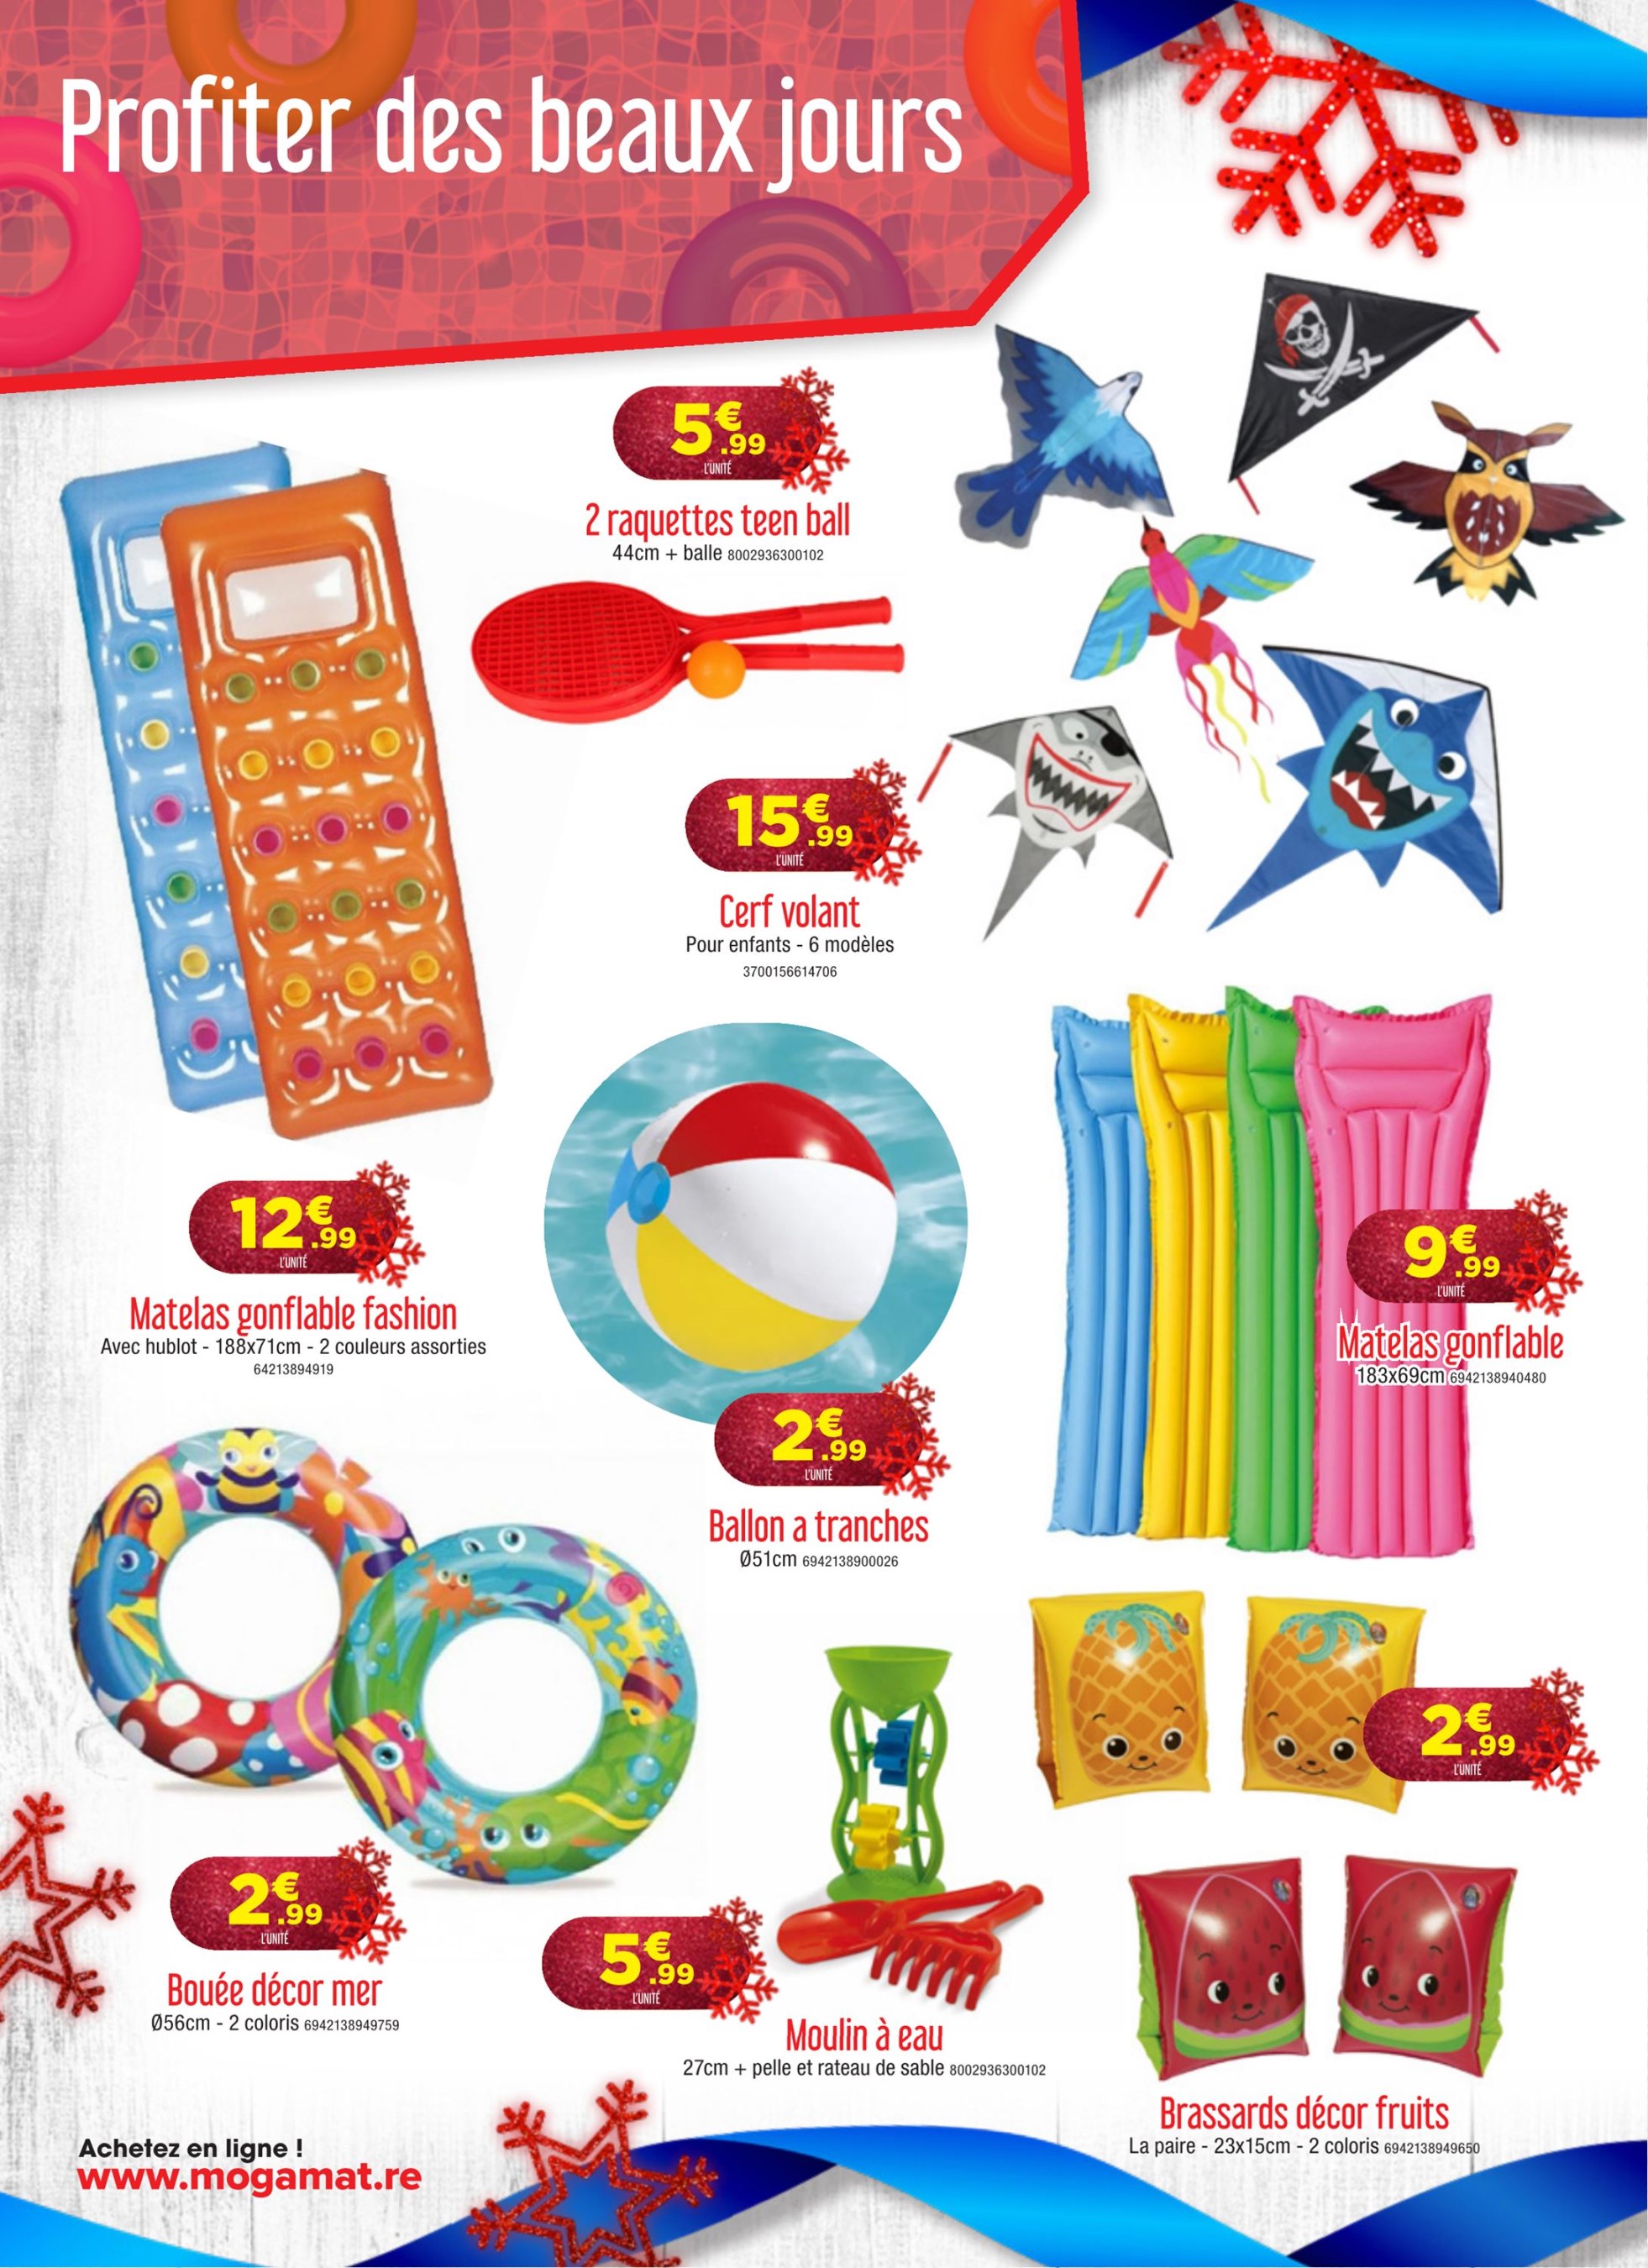 Profiter des beaux jours
5€.99
L'UNITÉ
2 raquettes teen ball
44cm + balle 8002936300102
15€.99
L'UNITÉ
Cerf volant
Pour enfants - 6 modèles
3700156614706
12€.99
L'UNITÉ
Matelas gonflable fashion
Avec hublot - 188x71cm - 2 couleurs assorties
64213894919
9€.99
L'UNITÉ
Matelas gonflable
183x69cm 6942138940480
2€.99
L'UNITÉ
Ballon a tranches
Ø51cm 6942138900026
2€.99
L'UNITÉ
2€.99
L'UNITÉ
Bouée décor mer
Ø56cm - 2 coloris 6942138949759
5€.99
L'UNITÉ
Moulin à eau
27cm + pelle et rateau de sable 8002936300102
Brassards décor fruits
La paire - 23x15cm - 2 coloris 6942138949650
Achetez en ligne !
www.mogamat.re